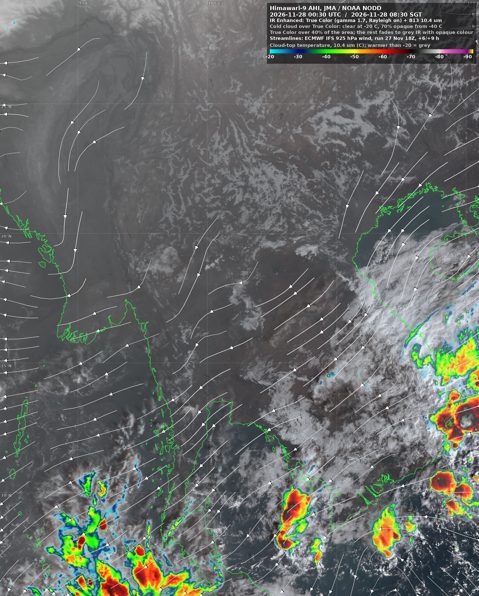 Himawari-9 AHI, JMA / NOAA NODD
2026-11-28 00:30 UTC / 2026-11-28 08:30 SGT
IR Enhanced: True Color (gamma 1.7, Rayleigh on) + B13 10.4 um
Cold cloud over True Color: clear at -20 C, 70% opaque from -40 C
True Color over 40% of the area; the rest fades to grey IR with opaque colour
Streamlines: ECMWF IFS 925 hPa wind, run 27 Nov 18Z, +6/+9 h
Cloud-top temperature, 10.4 um (C); warmer than -20 = grey
-20 -30 -40 -50 -60 -70 -80 -90